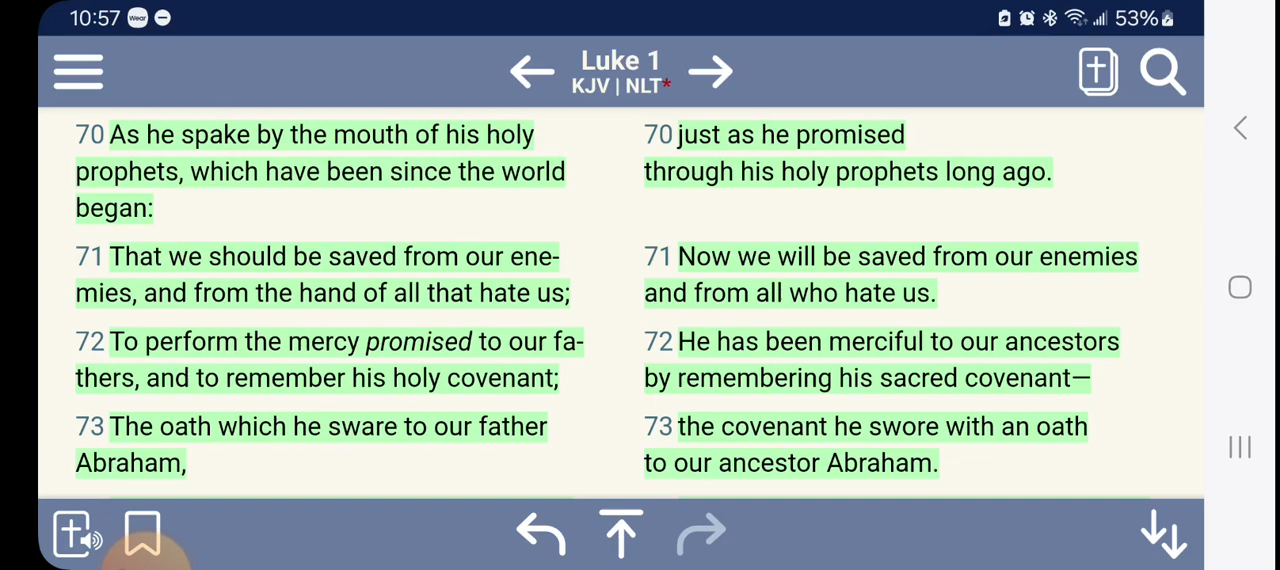 10:57 Wear 53%
Luke 1
KJV | NLT*
70 As he spake by the mouth of his holy
prophets, which have been since the world
began:
71 That we should be saved from our ene-
mies, and from the hand of all that hate us;
72 To perform the mercy promised to our fa-
thers, and to remember his holy covenant;
73 The oath which he sware to our father
Abraham,
70 just as he promised
through his holy prophets long ago.
71 Now we will be saved from our enemies
and from all who hate us.
72 He has been merciful to our ancestors
by remembering his sacred covenant—
73 the covenant he swore with an oath
to our ancestor Abraham.